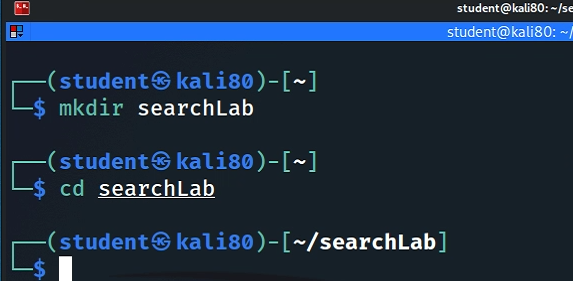 student@kali80: ~/se
student@kali80: ~/
┌──(student㉿kali80)-[~]
└─$ mkdir searchLab
┌──(student㉿kali80)-[~]
└─$ cd searchLab
┌──(student㉿kali80)-[~/searchLab]
└─$